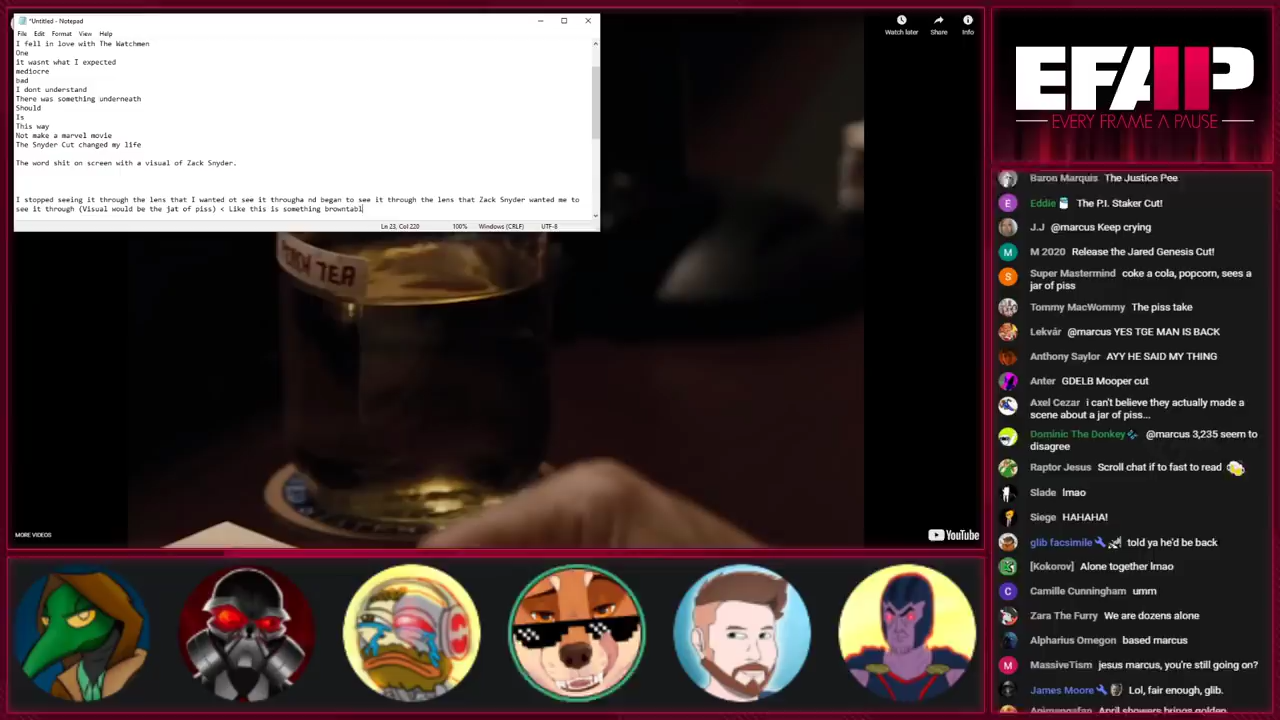 *Untitled - Notepad
File Edit Format View Help
I fell in love with The Watchmen
One
it wasnt what I expected
mediocre
bad
I dont understand
There was something underneath
Should
Is
This way
Not make a marvel movie
The Snyder Cut changed my life
The word shit on screen with a visual of Zack Snyder.
I stopped seeing it through the lens that I wanted ot see it througha nd began to see it through the lens that Zack Snyder wanted me to
see it through (Visual would be the jat of piss) < Like this is something browntabl
Ln 23, Col 220 100% Windows (CRLF) UTF-8
Watch later Share Info
TEA
MORE VIDEOS
YouTube
EFAP
EVERY FRAME A PAUSE
Baron Marquis The Justice Pee
Eddie The P.I. Staker Cut!
J.J @marcus Keep crying
M 2020 Release the Jared Genesis Cut!
Super Mastermind coke a cola, popcorn, sees a
jar of piss
Tommy MacWommy The piss take
Lekvár @marcus YES TGE MAN IS BACK
Anthony Saylor AYY HE SAID MY THING
Anter GDELB Mooper cut
Axel Cezar i can't believe they actually made a
scene about a jar of piss...
Dominic The Donkey @marcus 3,235 seem to
disagree
Raptor Jesus Scroll chat if to fast to read
Slade lmao
Siege HAHAHA!
glib facsimile told ya he'd be back
[Kokorov] Alone together lmao
Camille Cunningham umm
Zara The Furry We are dozens alone
Alpharius Omegon based marcus
MassiveTism jesus marcus, you're still going on?
James Moore Lol, fair enough, glib.
Animangafan April showers brings golden